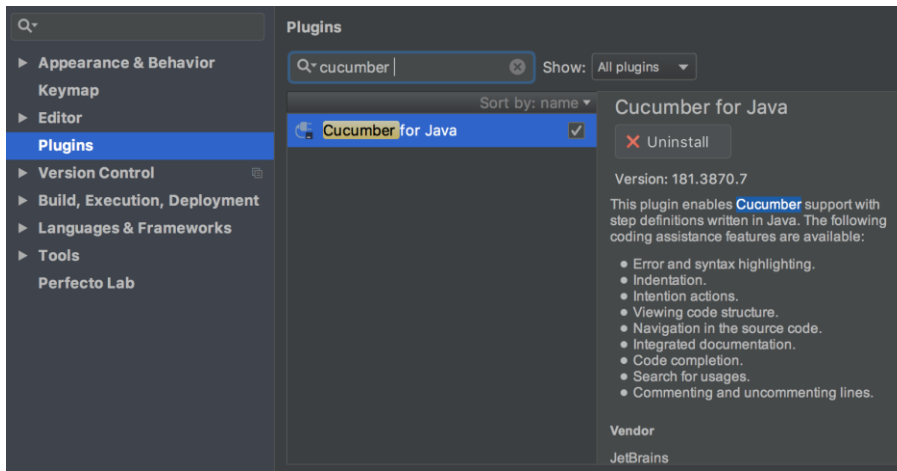 Appearance & Behavior
Keymap
Editor
Plugins
Version Control
Build, Execution, Deployment
Languages & Frameworks
Tools
Perfecto Lab
Plugins
cucumber
Show: All plugins
Sort by: name
Cucumber for Java
Cucumber for Java
Uninstall
Version: 181.3870.7
This plugin enables Cucumber support with
step definitions written in Java. The following
coding assistance features are available:
• Error and syntax highlighting.
• Indentation.
• Intention actions.
• Viewing code structure.
• Navigation in the source code.
• Integrated documentation.
• Code completion.
• Search for usages.
• Commenting and uncommenting lines.
Vendor
JetBrains